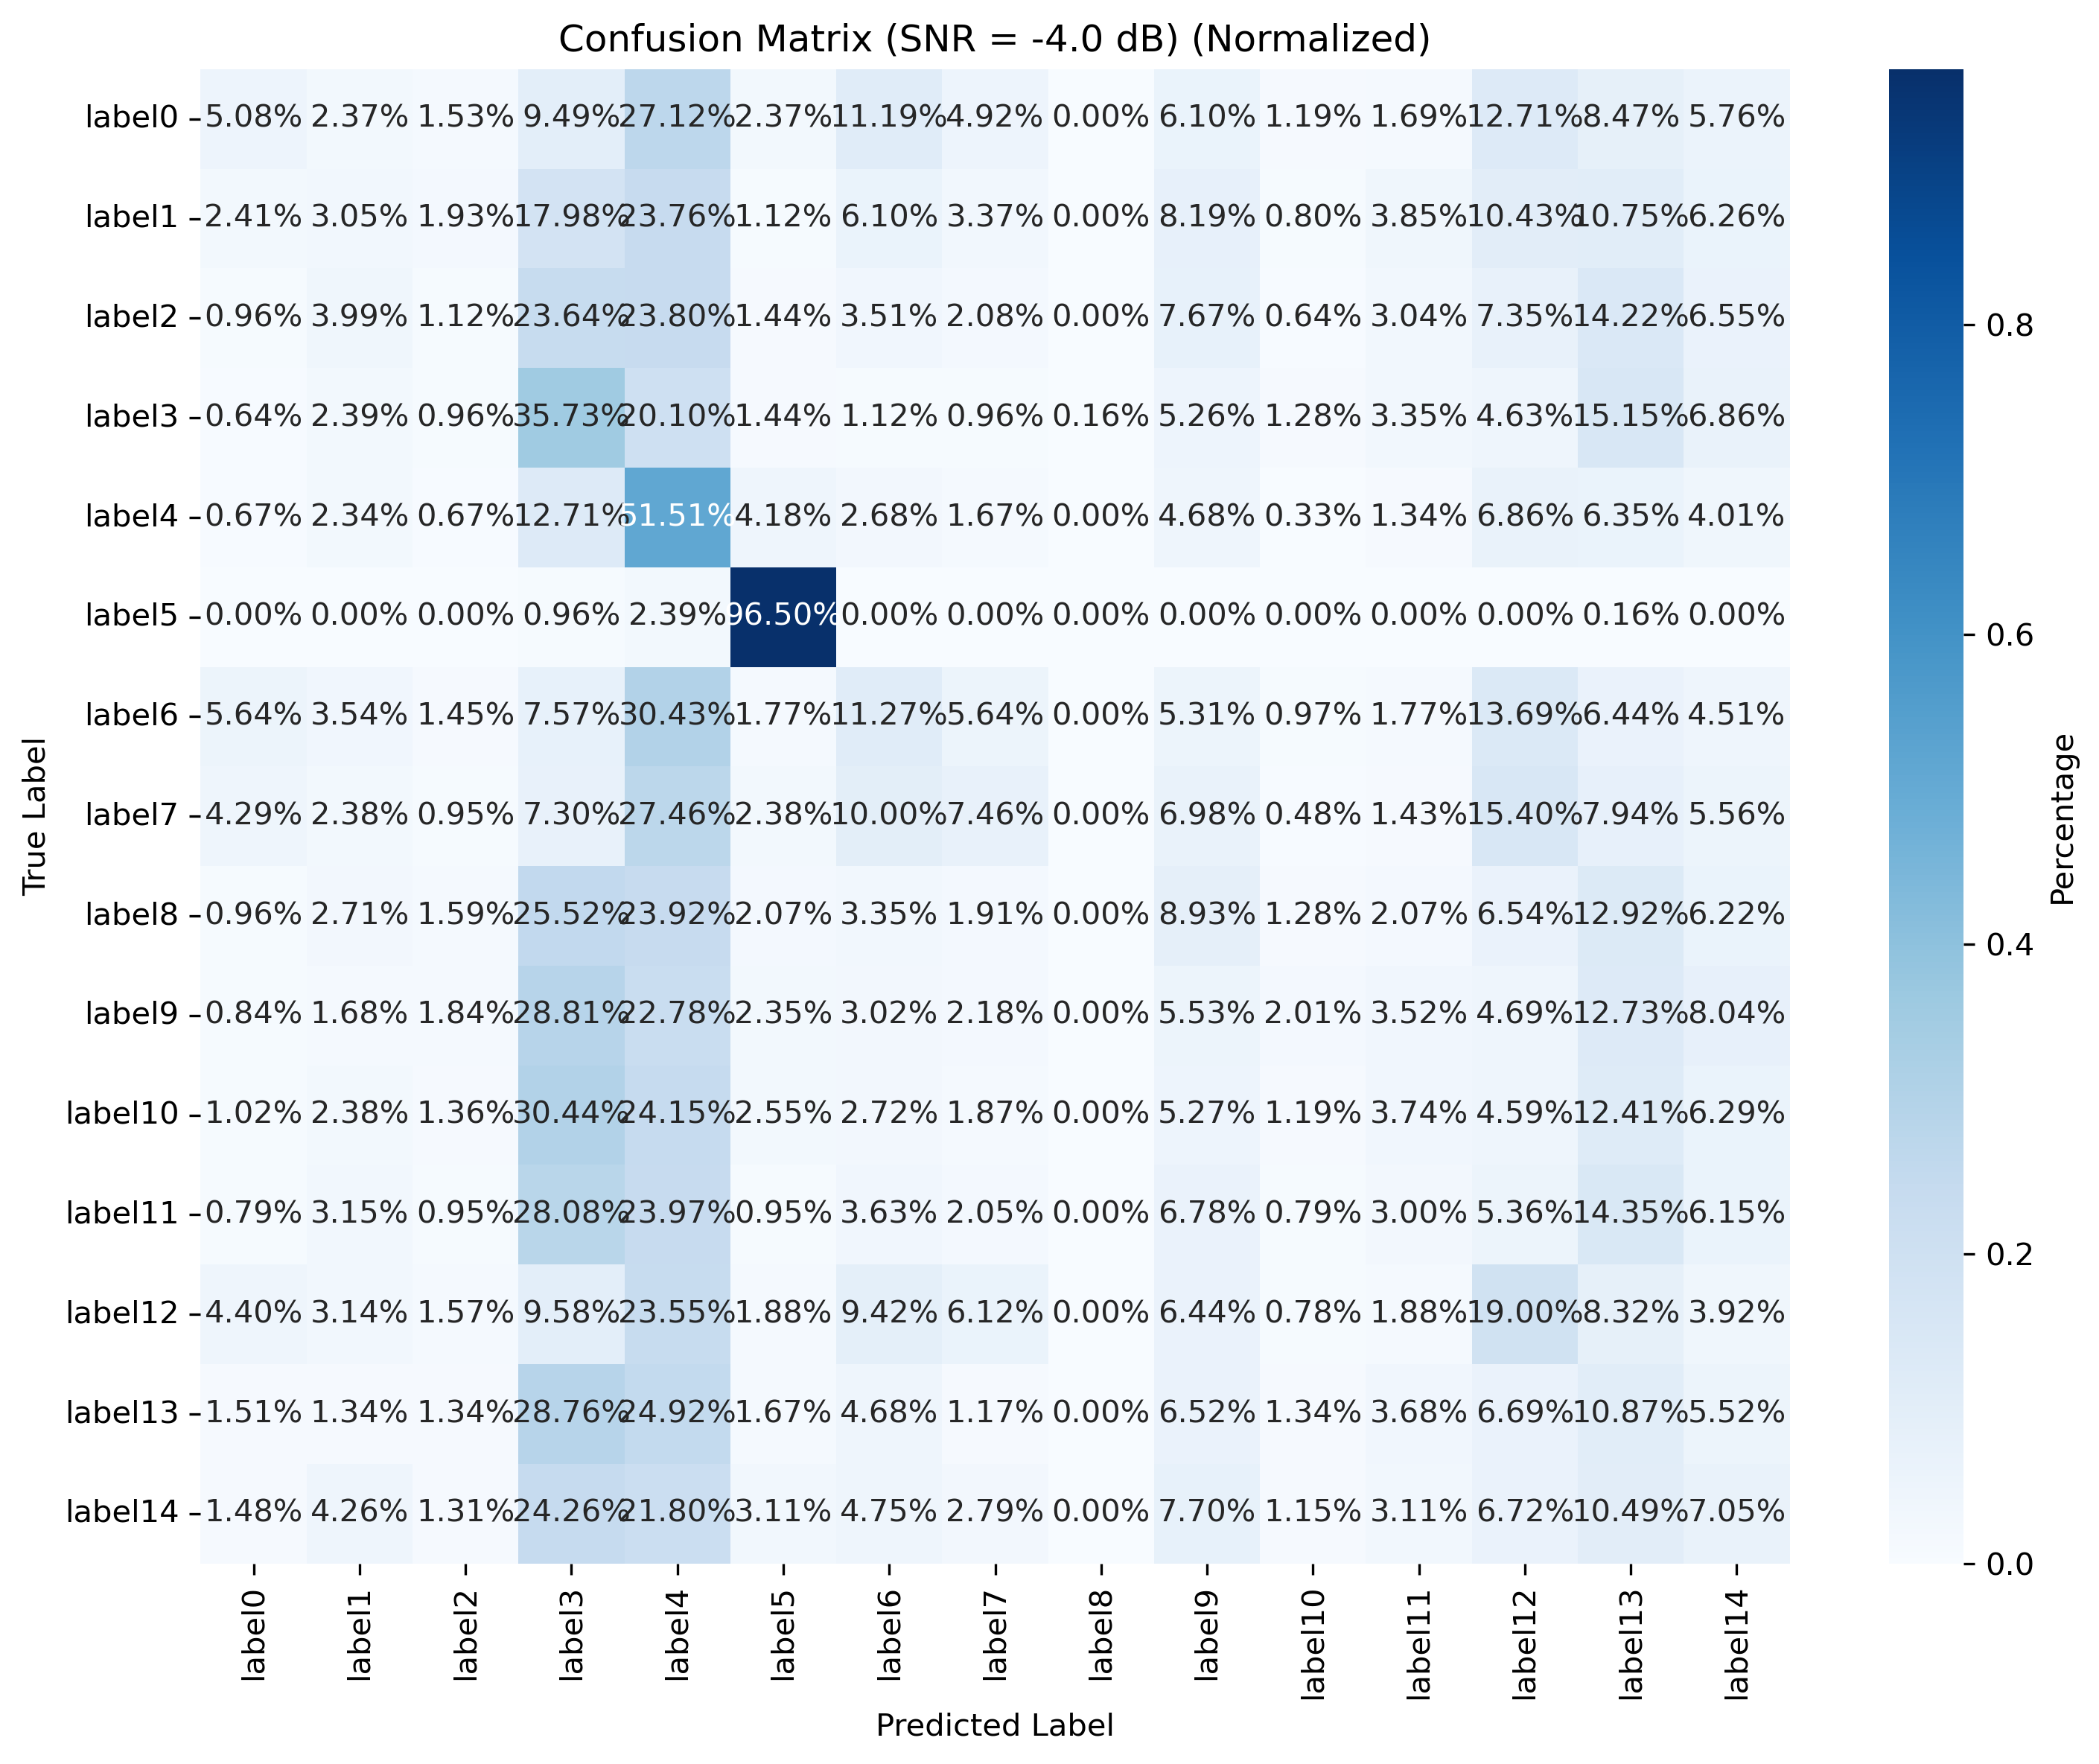 Confusion Matrix (SNR = -4.0 dB) (Normalized)
label0 5.08% 2.37% 1.53% 9.49% 27.12% 2.37% 11.19% 4.92% 0.00% 6.10% 1.19% 1.69% 12.71% 8.47% 5.76%
label1 2.41% 3.05% 1.93% 17.98% 23.76% 1.12% 6.10% 3.37% 0.00% 8.19% 0.80% 3.85% 10.43% 10.75% 6.26%
label2 0.96% 3.99% 1.12% 23.64% 23.80% 1.44% 3.51% 2.08% 0.00% 7.67% 0.64% 3.04% 7.35% 14.22% 6.55%
label3 0.64% 2.39% 0.96% 35.73% 20.10% 1.44% 1.12% 0.96% 0.16% 5.26% 1.28% 3.35% 4.63% 15.15% 6.86%
label4 0.67% 2.34% 0.67% 12.71% 51.51% 4.18% 2.68% 1.67% 0.00% 4.68% 0.33% 1.34% 6.86% 6.35% 4.01%
label5 0.00% 0.00% 0.00% 0.96% 2.39% 96.50% 0.00% 0.00% 0.00% 0.00% 0.00% 0.00% 0.00% 0.16% 0.00%
label6 5.64% 3.54% 1.45% 7.57% 30.43% 1.77% 11.27% 5.64% 0.00% 5.31% 0.97% 1.77% 13.69% 6.44% 4.51%
label7 4.29% 2.38% 0.95% 7.30% 27.46% 2.38% 10.00% 7.46% 0.00% 6.98% 0.48% 1.43% 15.40% 7.94% 5.56%
label8 0.96% 2.71% 1.59% 25.52% 23.92% 2.07% 3.35% 1.91% 0.00% 8.93% 1.28% 2.07% 6.54% 12.92% 6.22%
label9 0.84% 1.68% 1.84% 28.81% 22.78% 2.35% 3.02% 2.18% 0.00% 5.53% 2.01% 3.52% 4.69% 12.73% 8.04%
label10 1.02% 2.38% 1.36% 30.44% 24.15% 2.55% 2.72% 1.87% 0.00% 5.27% 1.19% 3.74% 4.59% 12.41% 6.29%
label11 0.79% 3.15% 0.95% 28.08% 23.97% 0.95% 3.63% 2.05% 0.00% 6.78% 0.79% 3.00% 5.36% 14.35% 6.15%
label12 4.40% 3.14% 1.57% 9.58% 23.55% 1.88% 9.42% 6.12% 0.00% 6.44% 0.78% 1.88% 19.00% 8.32% 3.92%
label13 1.51% 1.34% 1.34% 28.76% 24.92% 1.67% 4.68% 1.17% 0.00% 6.52% 1.34% 3.68% 6.69% 10.87% 5.52%
label14 1.48% 4.26% 1.31% 24.26% 21.80% 3.11% 4.75% 2.79% 0.00% 7.70% 1.15% 3.11% 6.72% 10.49% 7.05%
label0 label1 label2 label3 label4 label5 label6 label7 label8 label9 label10 label11 label12 label13 label14
Predicted Label
True Label
0.8
0.6
0.4
0.2
0.0
Percentage